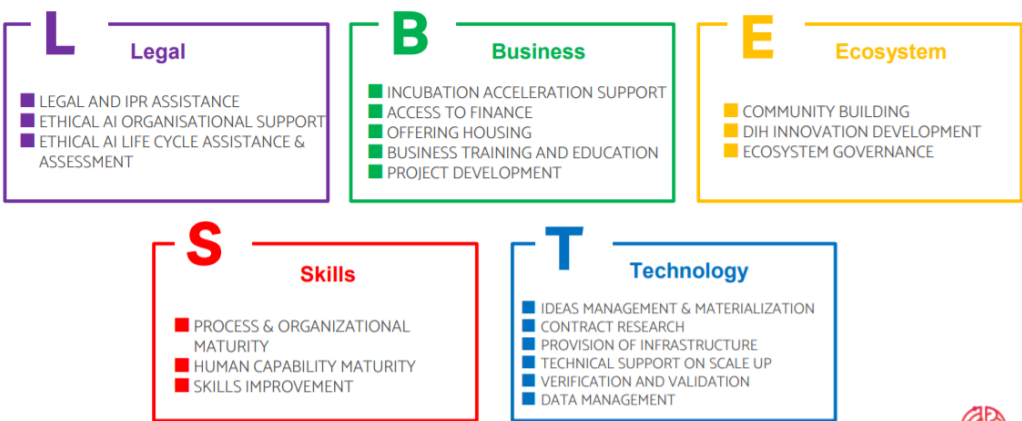 L
Legal
LEGAL AND IPR ASSISTANCE
ETHICAL AI ORGANISATIONAL SUPPORT
ETHICAL AI LIFE CYCLE ASSISTANCE &
ASSESSMENT
B
Business
INCUBATION ACCELERATION SUPPORT
ACCESS TO FINANCE
OFFERING HOUSING
BUSINESS TRAINING AND EDUCATION
PROJECT DEVELOPMENT
E
Ecosystem
COMMUNITY BUILDING
DIH INNOVATION DEVELOPMENT
ECOSYSTEM GOVERNANCE
S
Skills
PROCESS & ORGANIZATIONAL
MATURITY
HUMAN CAPABILITY MATURITY
SKILLS IMPROVEMENT
T
Technology
IDEAS MANAGEMENT & MATERIALIZATION
CONTRACT RESEARCH
PROVISION OF INFRASTRUCTURE
TECHNICAL SUPPORT ON SCALE UP
VERIFICATION AND VALIDATION
DATA MANAGEMENT